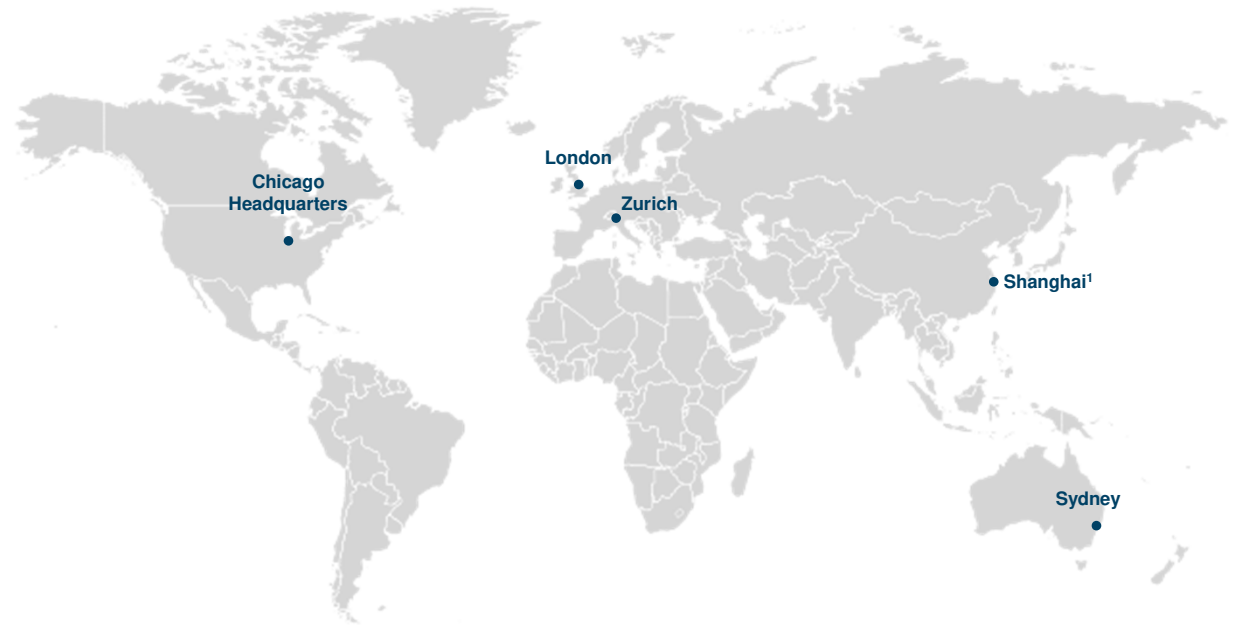 London
Chicago
Headquarters
Zurich
Shanghai¹
Sydney